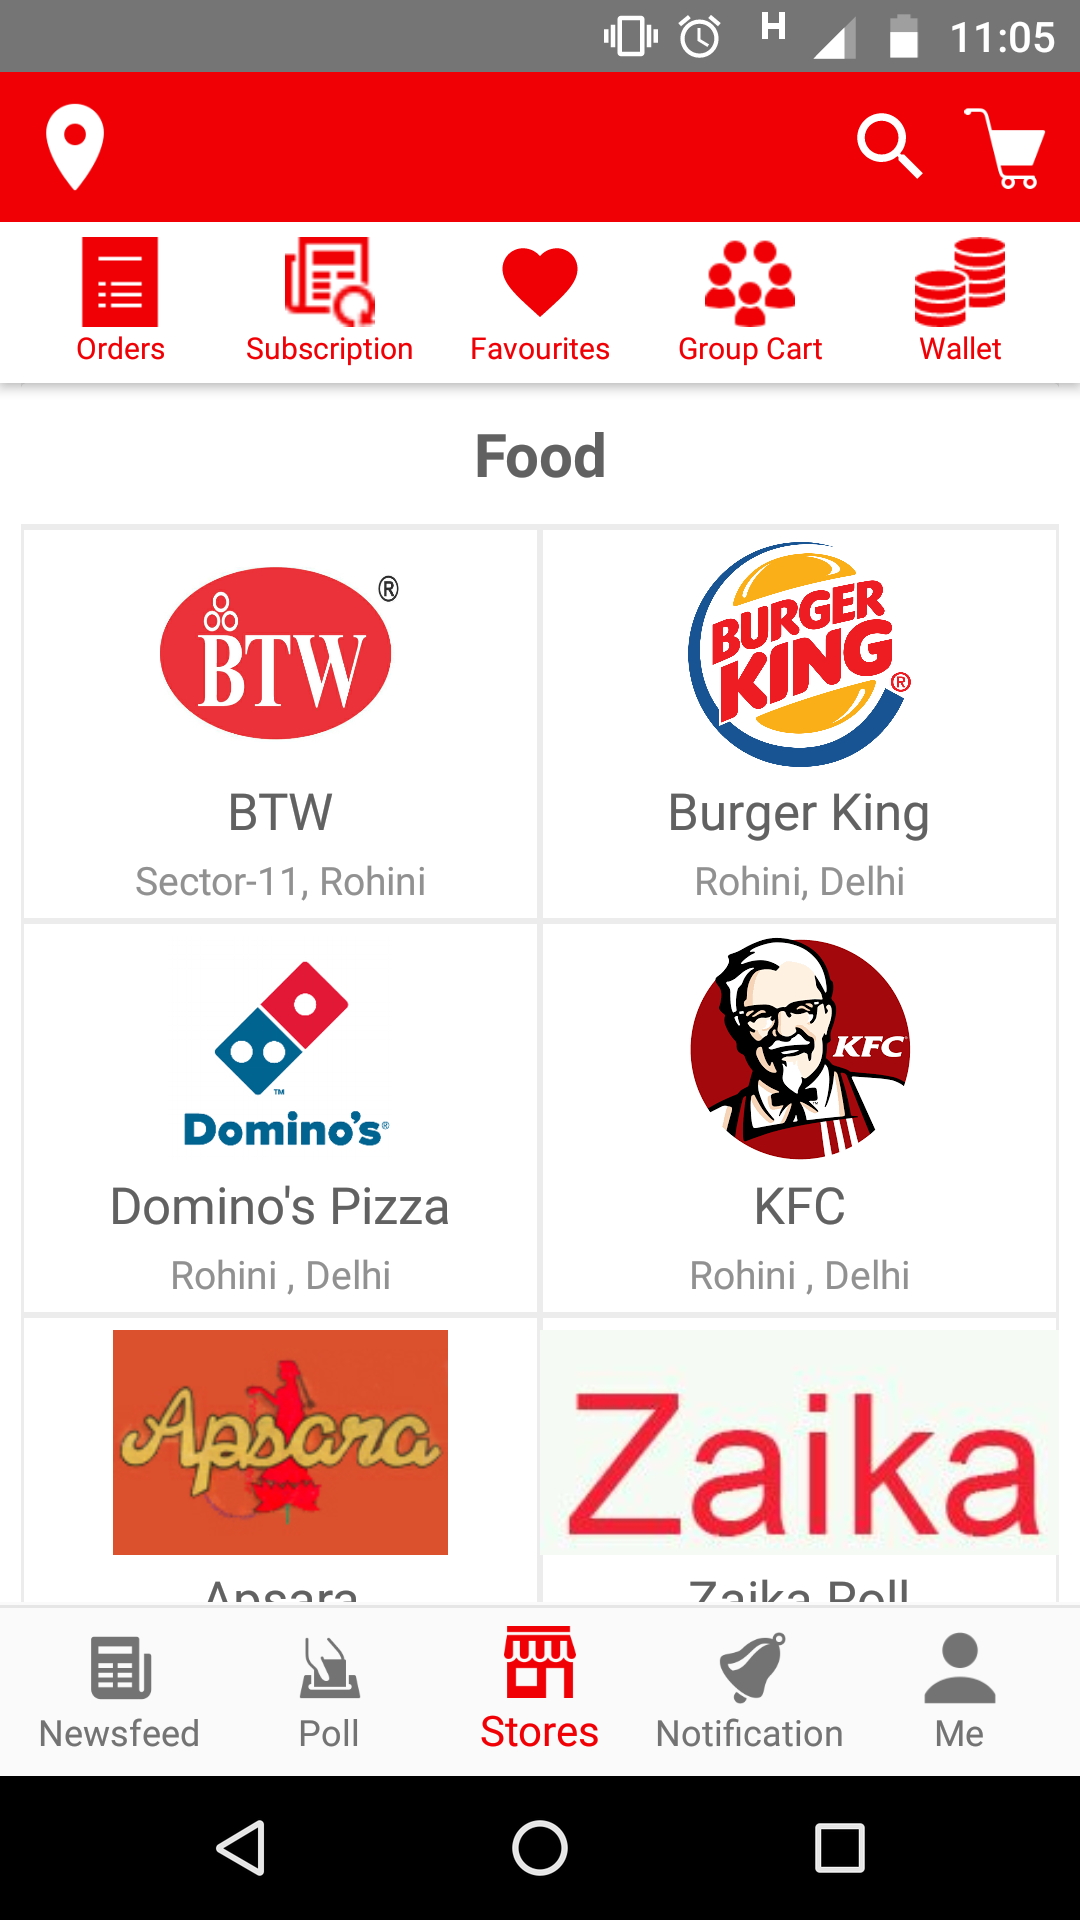 H 11:05
Orders Subscription Favourites Group Cart Wallet
Food
BTW ®
BURGER KING ®
BTW
Burger King
Sector-11, Rohini
Rohini, Delhi
™
Domino's®
KFC
Domino's Pizza
KFC
Rohini , Delhi
Rohini , Delhi
Apsara
Zaika
Apsara
Zaika Roll
Newsfeed Poll Stores Notification Me